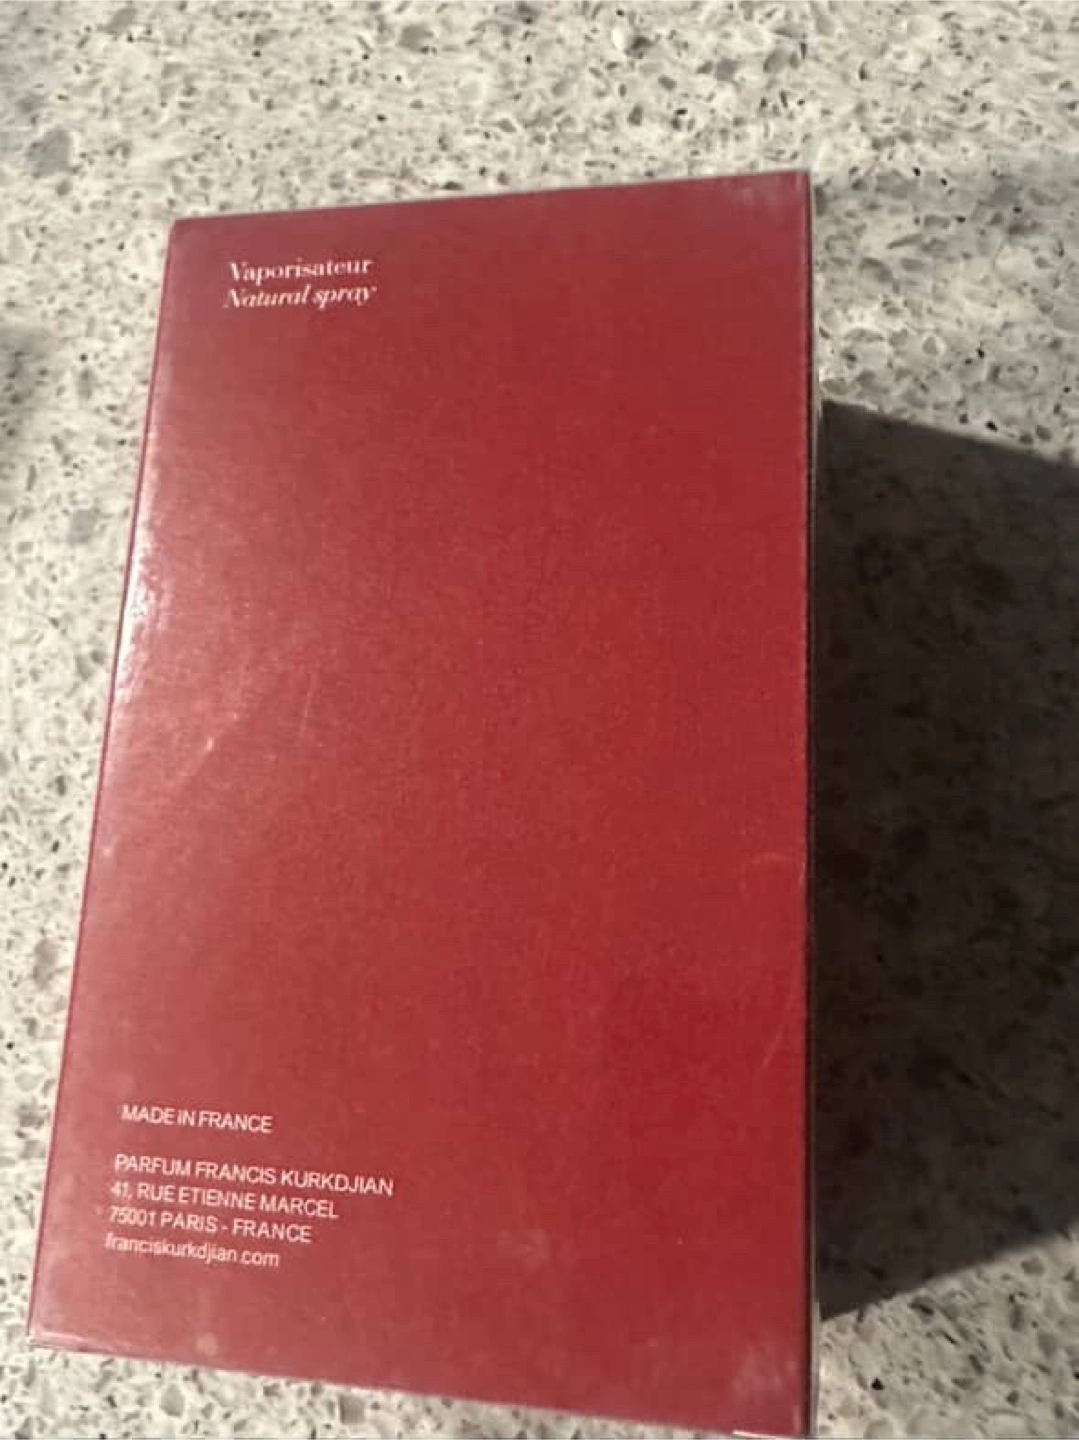 Vaporisateur
Natural spray
MADE IN FRANCE
PARFUM FRANCIS KURKDJIAN
41, RUE ETIENNE MARCEL
75001 PARIS - FRANCE
franciskurkdjian.com